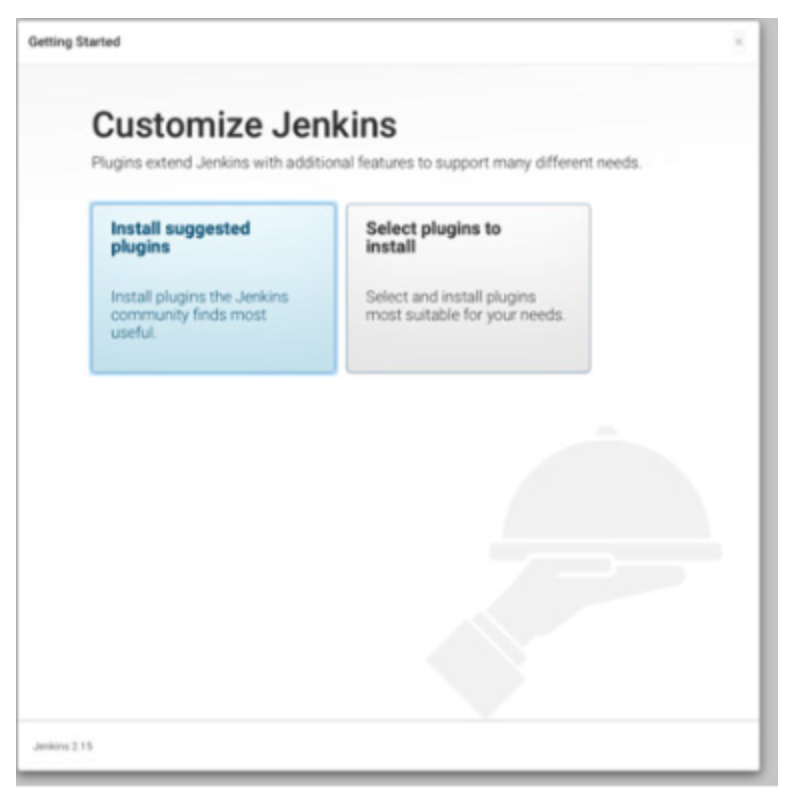 Getting Started
×
Customize Jenkins
Plugins extend Jenkins with additional features to support many different needs.
Install suggested
plugins
Install plugins the Jenkins
community finds most
useful.
Select plugins to
install
Select and install plugins
most suitable for your needs.
Jenkins 2.15